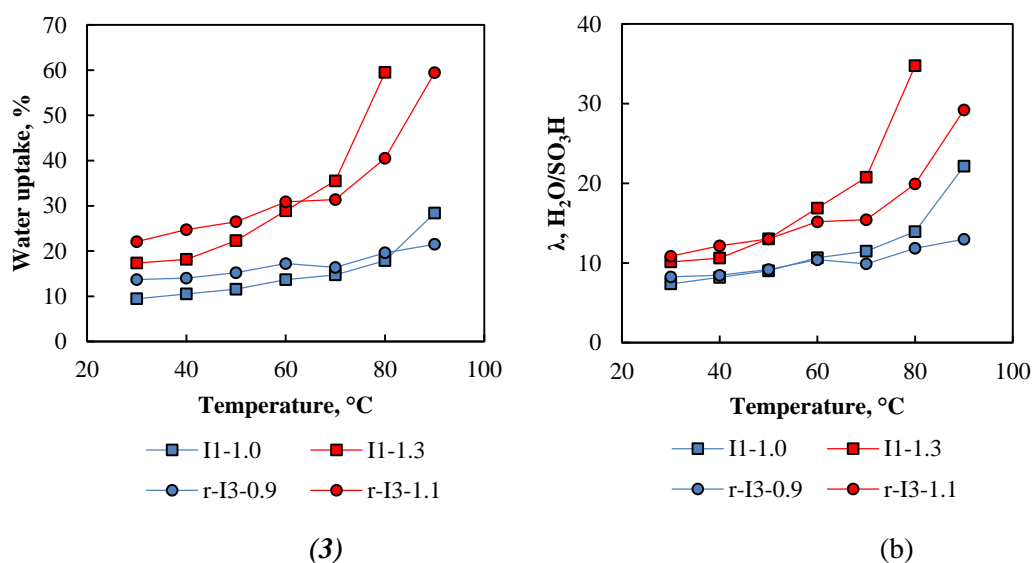 70
60
50
40
30
20
10
0
Water uptake, %
20 40 60 80 100
Temperature, °C
I1-1.0 I1-1.3
r-I3-0.9 r-I3-1.1
(3)
40
30
20
10
0
λ, H₂O/SO₃H
20 40 60 80 100
Temperature, °C
I1-1.0 I1-1.3
r-I3-0.9 r-I3-1.1
(b)